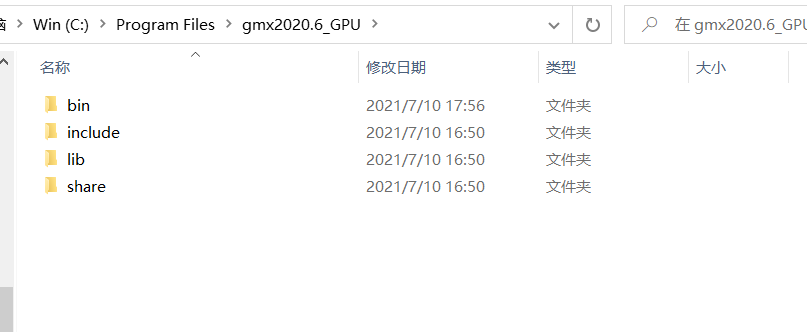 脑 > Win (C:) > Program Files > gmx2020.6_GPU >
在 gmx2020.6_GPU
名称 修改日期 类型 大小
bin 2021/7/10 17:56 文件夹
include 2021/7/10 16:50 文件夹
lib 2021/7/10 16:50 文件夹
share 2021/7/10 16:50 文件夹